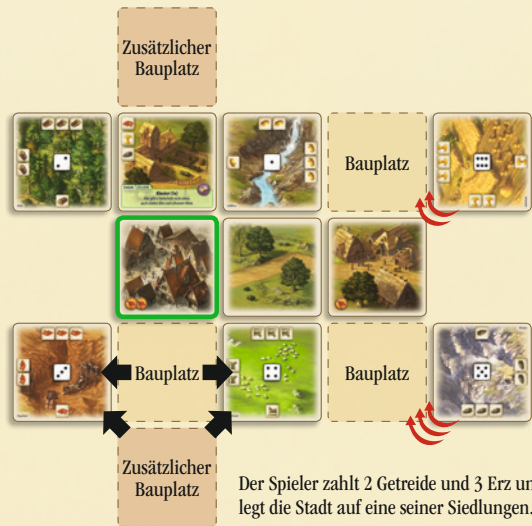 Zusätzlicher
Bauplatz
Bauplatz
Bauplatz
Bauplatz
Zusätzlicher
Bauplatz
Der Spieler zahlt 2 Getreide und 3 Erz un
legt die Stadt auf eine seiner Siedlungen.